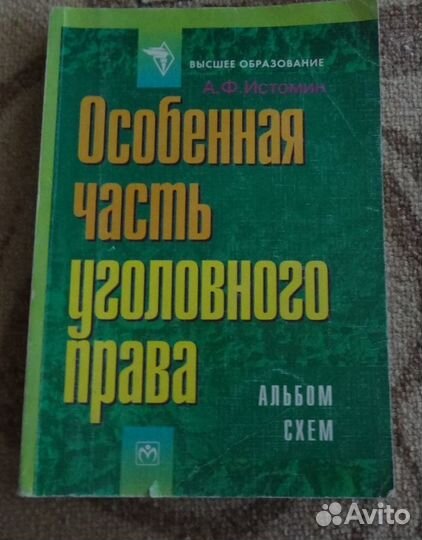 ВЫСШЕЕ ОБРАЗОВАНИЕ
А.Ф.Истомин
Особенная
часть
уголовного
права
АЛЬБОМ
СХЕМ
Avito